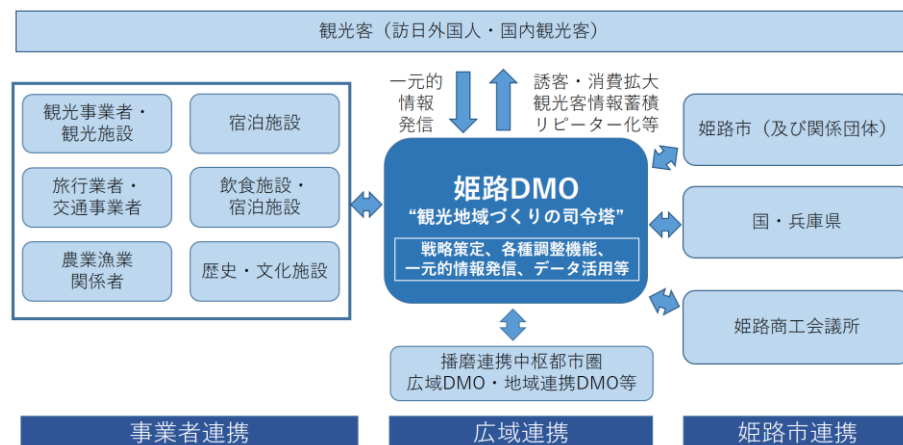 観光客（訪日外国人・国内観光客）
一元的
情報
発信
誘客・消費拡大
観光客情報蓄積
リピーター化等
観光事業者・
観光施設
宿泊施設
旅行業者・
交通事業者
飲食施設・
宿泊施設
農業漁業
関係者
歴史・文化施設
姫路DMO
“観光地域づくりの司令塔”
戦略策定、各種調整機能、
一元的情報発信、データ活用等
姫路市（及び関係団体）
国・兵庫県
姫路商工会議所
播磨連携中枢都市圏
広域DMO・地域連携DMO等
事業者連携
広域連携
姫路市連携